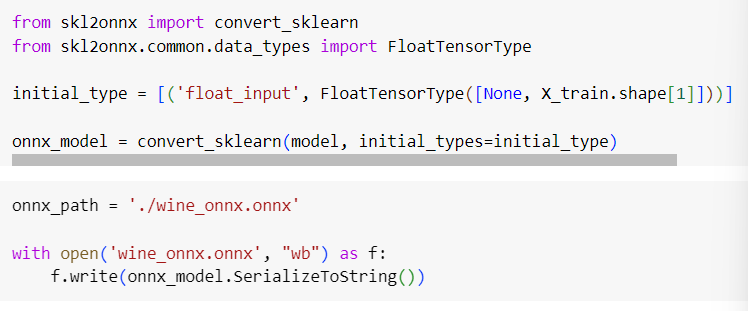 from skl2onnx import convert_sklearn
from skl2onnx.common.data_types import FloatTensorType
initial_type = [('float_input', FloatTensorType([None, X_train.shape[1]]))]
onnx_model = convert_sklearn(model, initial_types=initial_type)
onnx_path = './wine_onnx.onnx'
with open('wine_onnx.onnx', "wb") as f:
    f.write(onnx_model.SerializeToString())